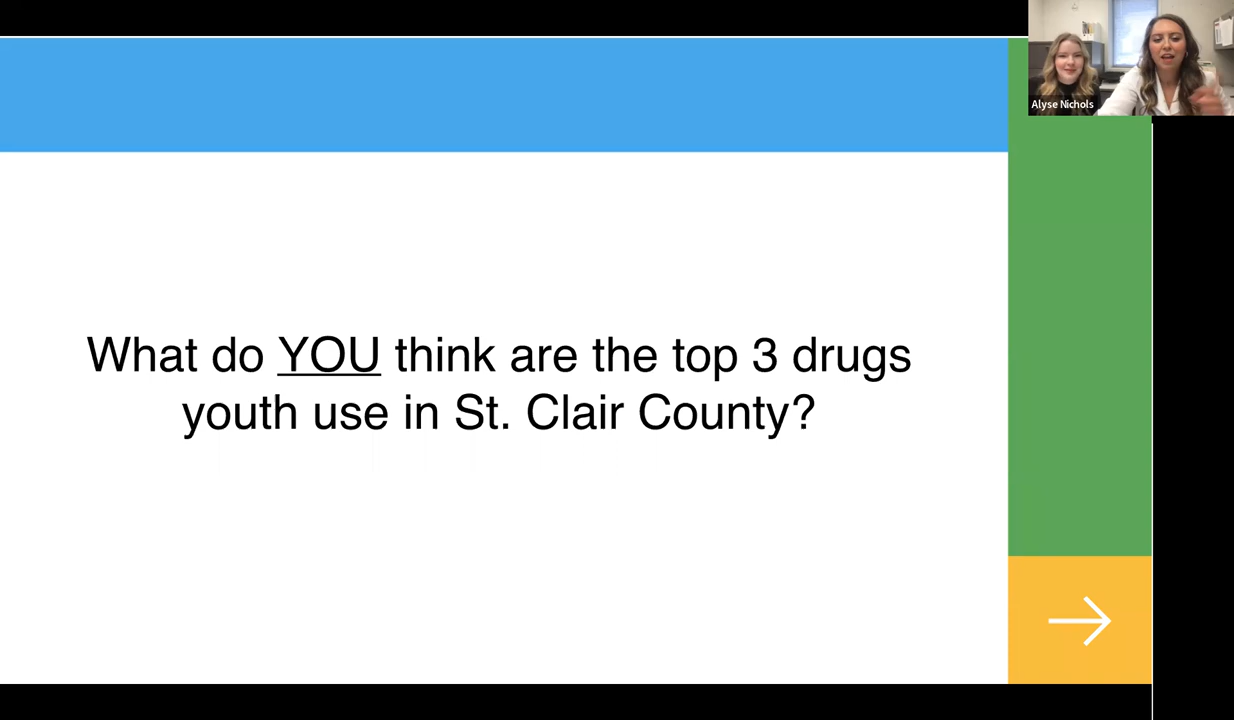 Alyse Nichols
What do YOU think are the top 3 drugs
youth use in St. Clair County?